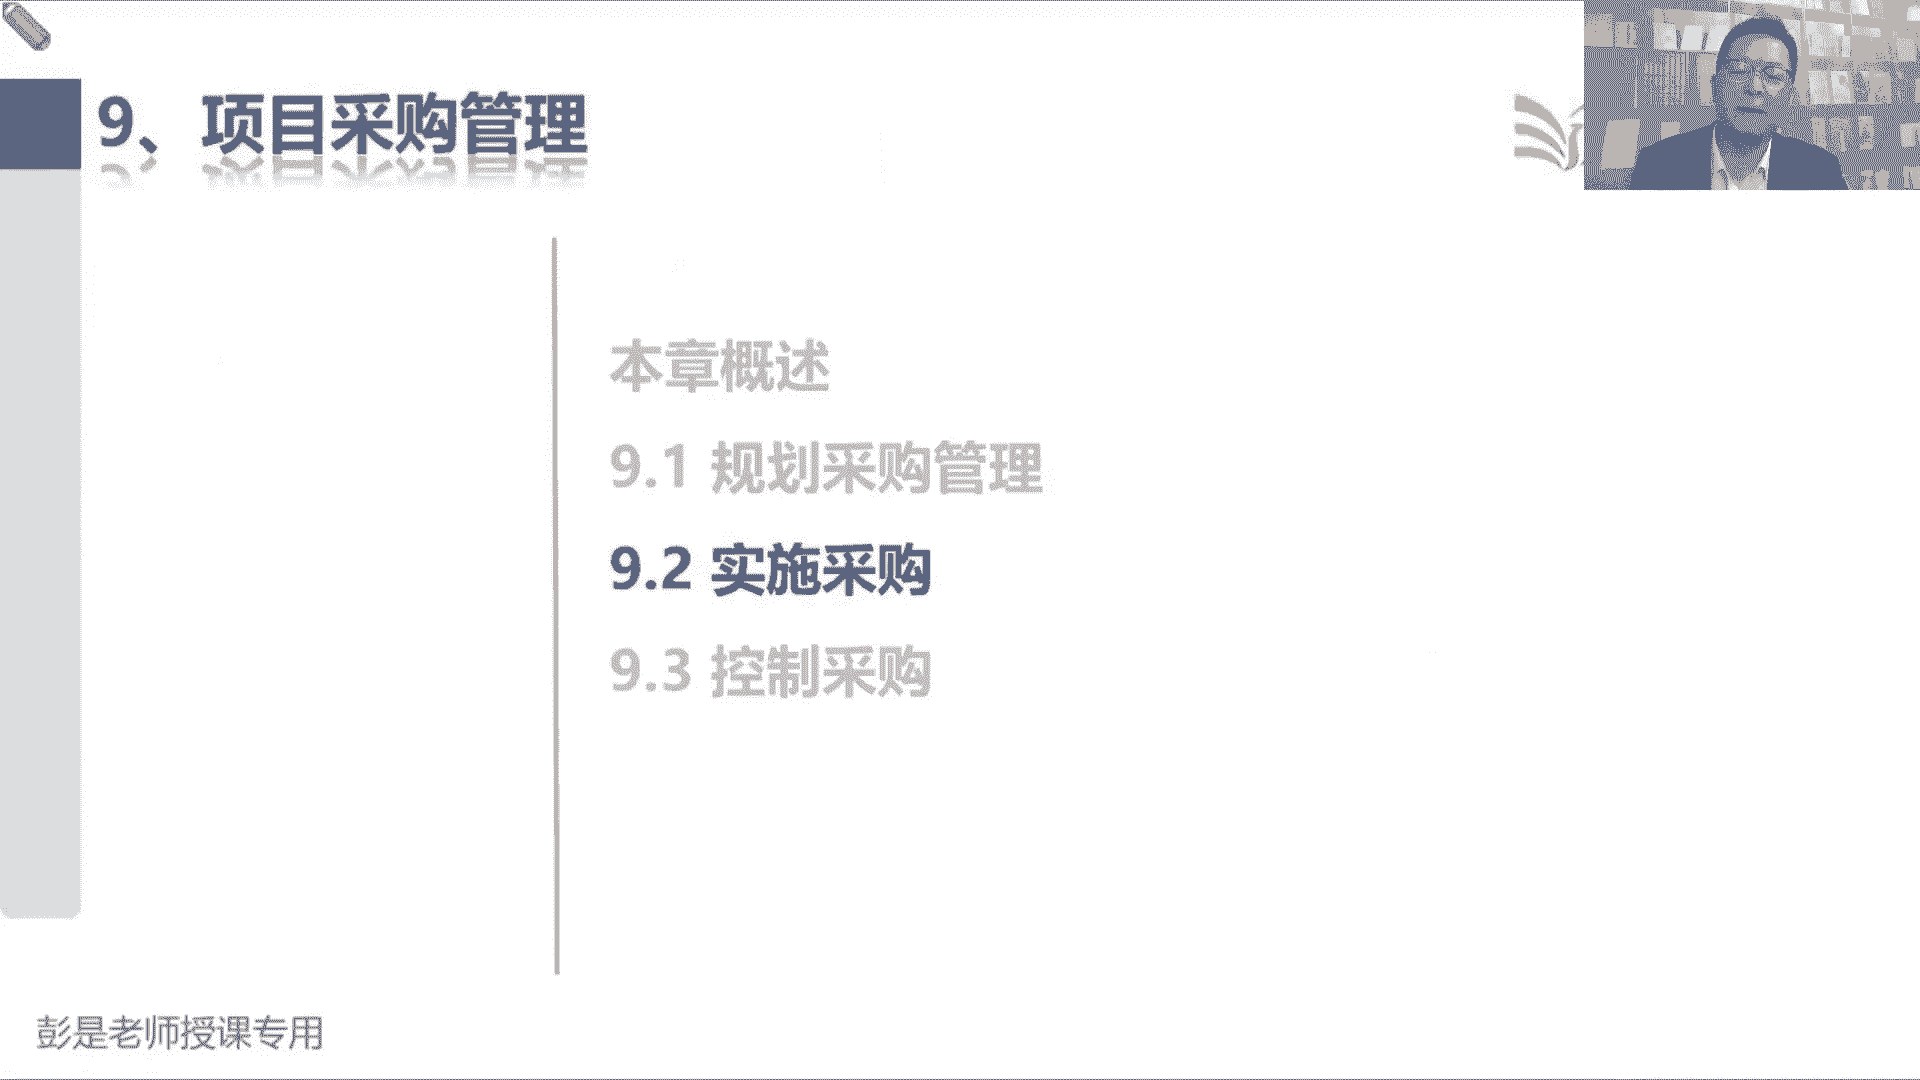 9、项目采购管理
本章概述
9.1 规划采购管理
9.2 实施采购
9.3 控制采购
彭是老师授课专用